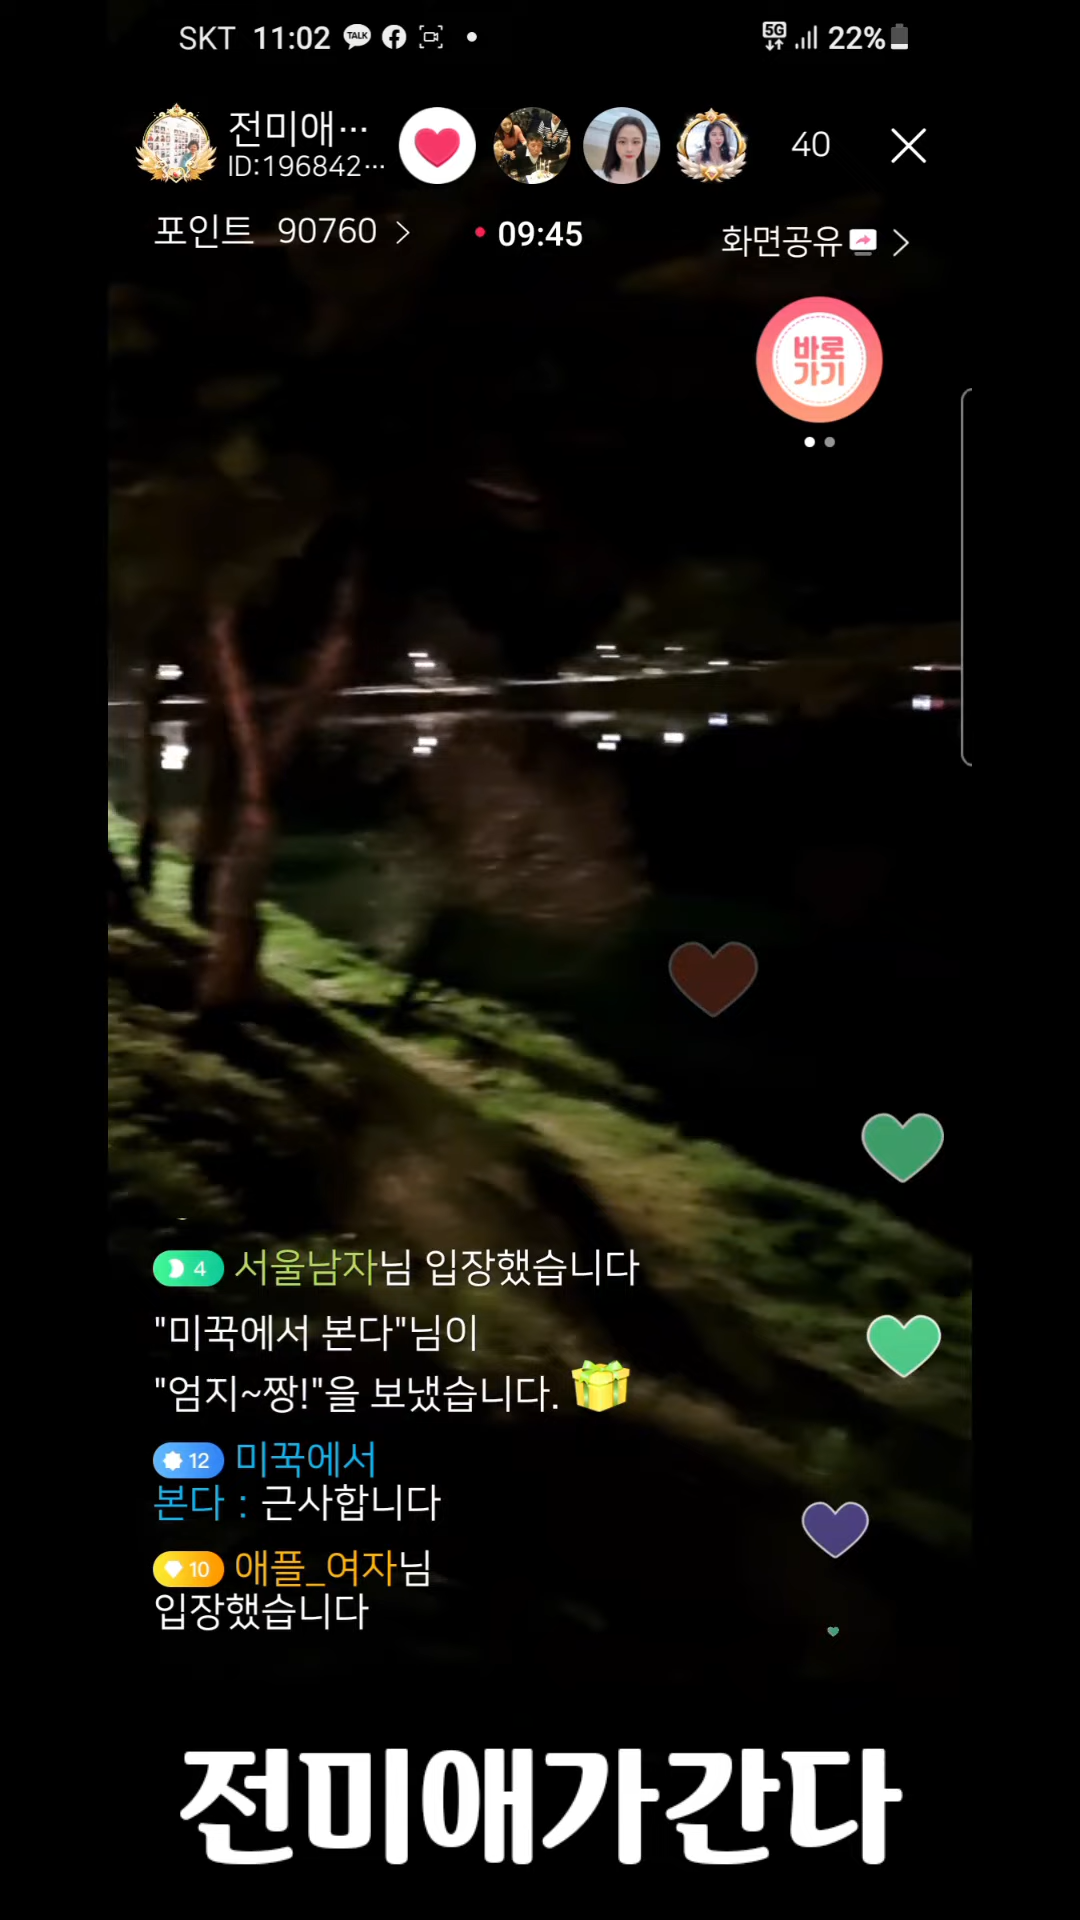 SKT 11:02 TALK 5G 22%
전미애... 40
ID:196842...
포인트 90760 > 09:45 화면공유 >
바로
가기
4 서울남자님 입장했습니다
"미꾹에서 본다"님이
"엄지~짱!"을 보냈습니다.
12 미꾹에서
본다 : 근사합니다
10 애플_여자님
입장했습니다
전미애가간다